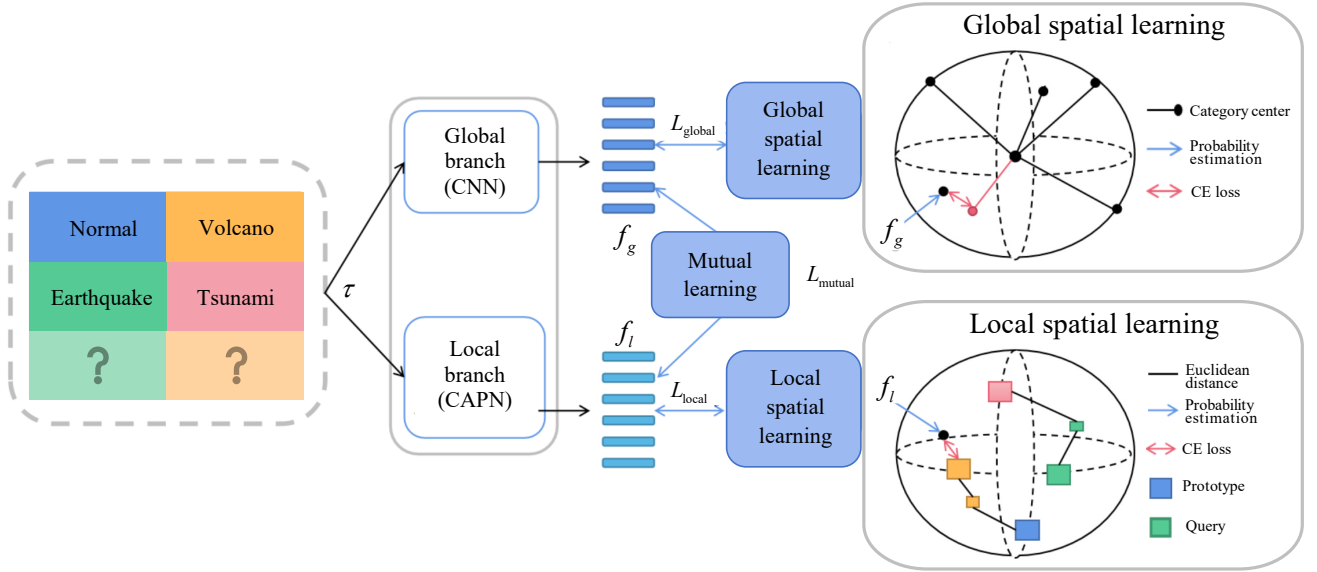 Normal
Volcano
Earthquake
Tsunami
?
?
τ
Global
branch
(CNN)
Local
branch
(CAPN)
f_g
f_l
L_global
L_local
Global
spatial
learning
Mutual
learning
L_mutual
Local
spatial
learning
Global spatial learning
f_g
Category center
Probability
estimation
CE loss
Local spatial learning
f_l
Euclidean
distance
Probability
estimation
CE loss
Prototype
Query